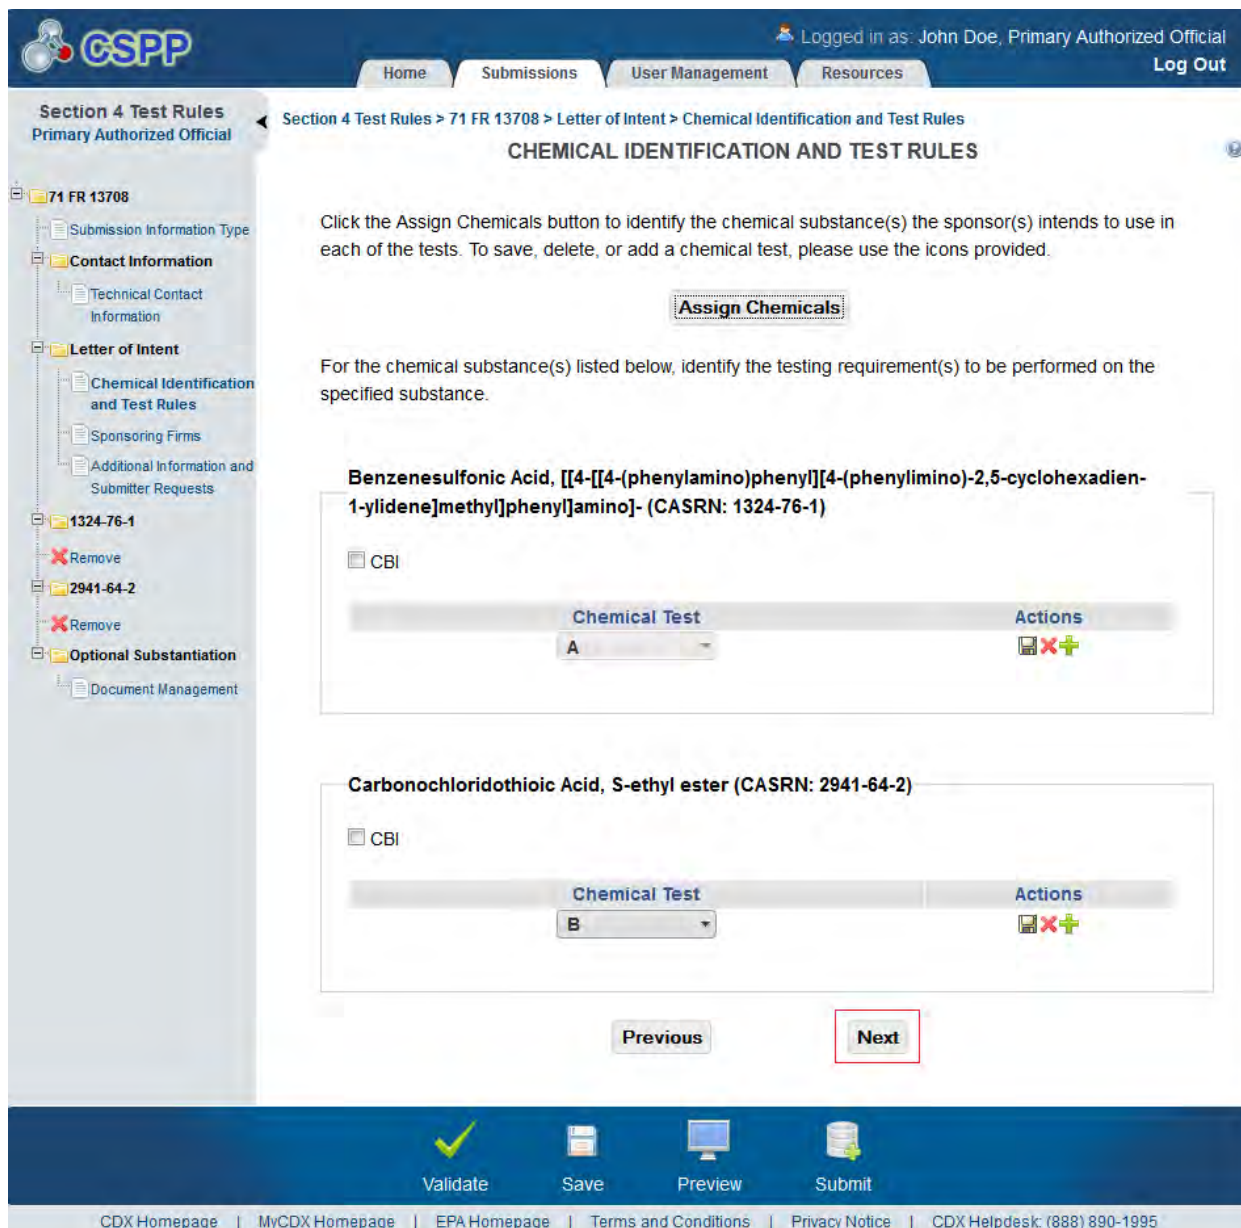 CSPP
Logged in as: John Doe, Primary Authorized Official
Log Out
Home Submissions User Management Resources
Section 4 Test Rules
Primary Authorized Official
71 FR 13708
Submission Information Type
Contact Information
Technical Contact
Information
Letter of Intent
Chemical Identification
and Test Rules
Sponsoring Firms
Additional Information and
Submitter Requests
1324-76-1
Remove
2941-64-2
Remove
Optional Substantiation
Document Management
Section 4 Test Rules > 71 FR 13708 > Letter of Intent > Chemical Identification and Test Rules
CHEMICAL IDENTIFICATION AND TEST RULES
Click the Assign Chemicals button to identify the chemical substance(s) the sponsor(s) intends to use in
each of the tests. To save, delete, or add a chemical test, please use the icons provided.
Assign Chemicals
For the chemical substance(s) listed below, identify the testing requirement(s) to be performed on the
specified substance.
Benzenesulfonic Acid, [[4-[[4-(phenylamino)phenyl][4-(phenylimino)-2,5-cyclohexadien-
1-ylidene]methyl]phenyl]amino]- (CASRN: 1324-76-1)
CBI
Chemical Test Actions
A
Carbonochloridothioic Acid, S-ethyl ester (CASRN: 2941-64-2)
CBI
Chemical Test Actions
B
Previous Next
Validate Save Preview Submit
CDX Homepage | MyCDX Homepage | EPA Homepage | Terms and Conditions | Privacy Notice | CDX Helpdesk: (888) 890-1995